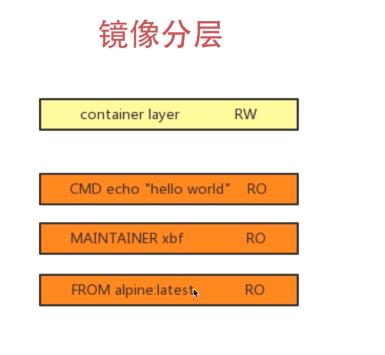 镜像分层
container layer RW
CMD echo "hello world" RO
MAINTAINER xbf RO
FROM alpine:latest RO